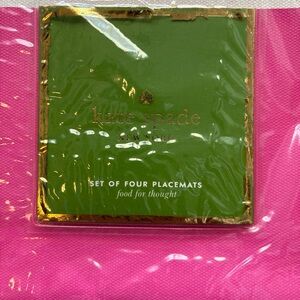 kate spade
NEW YORK
SET OF FOUR PLACEMATS
food for thought